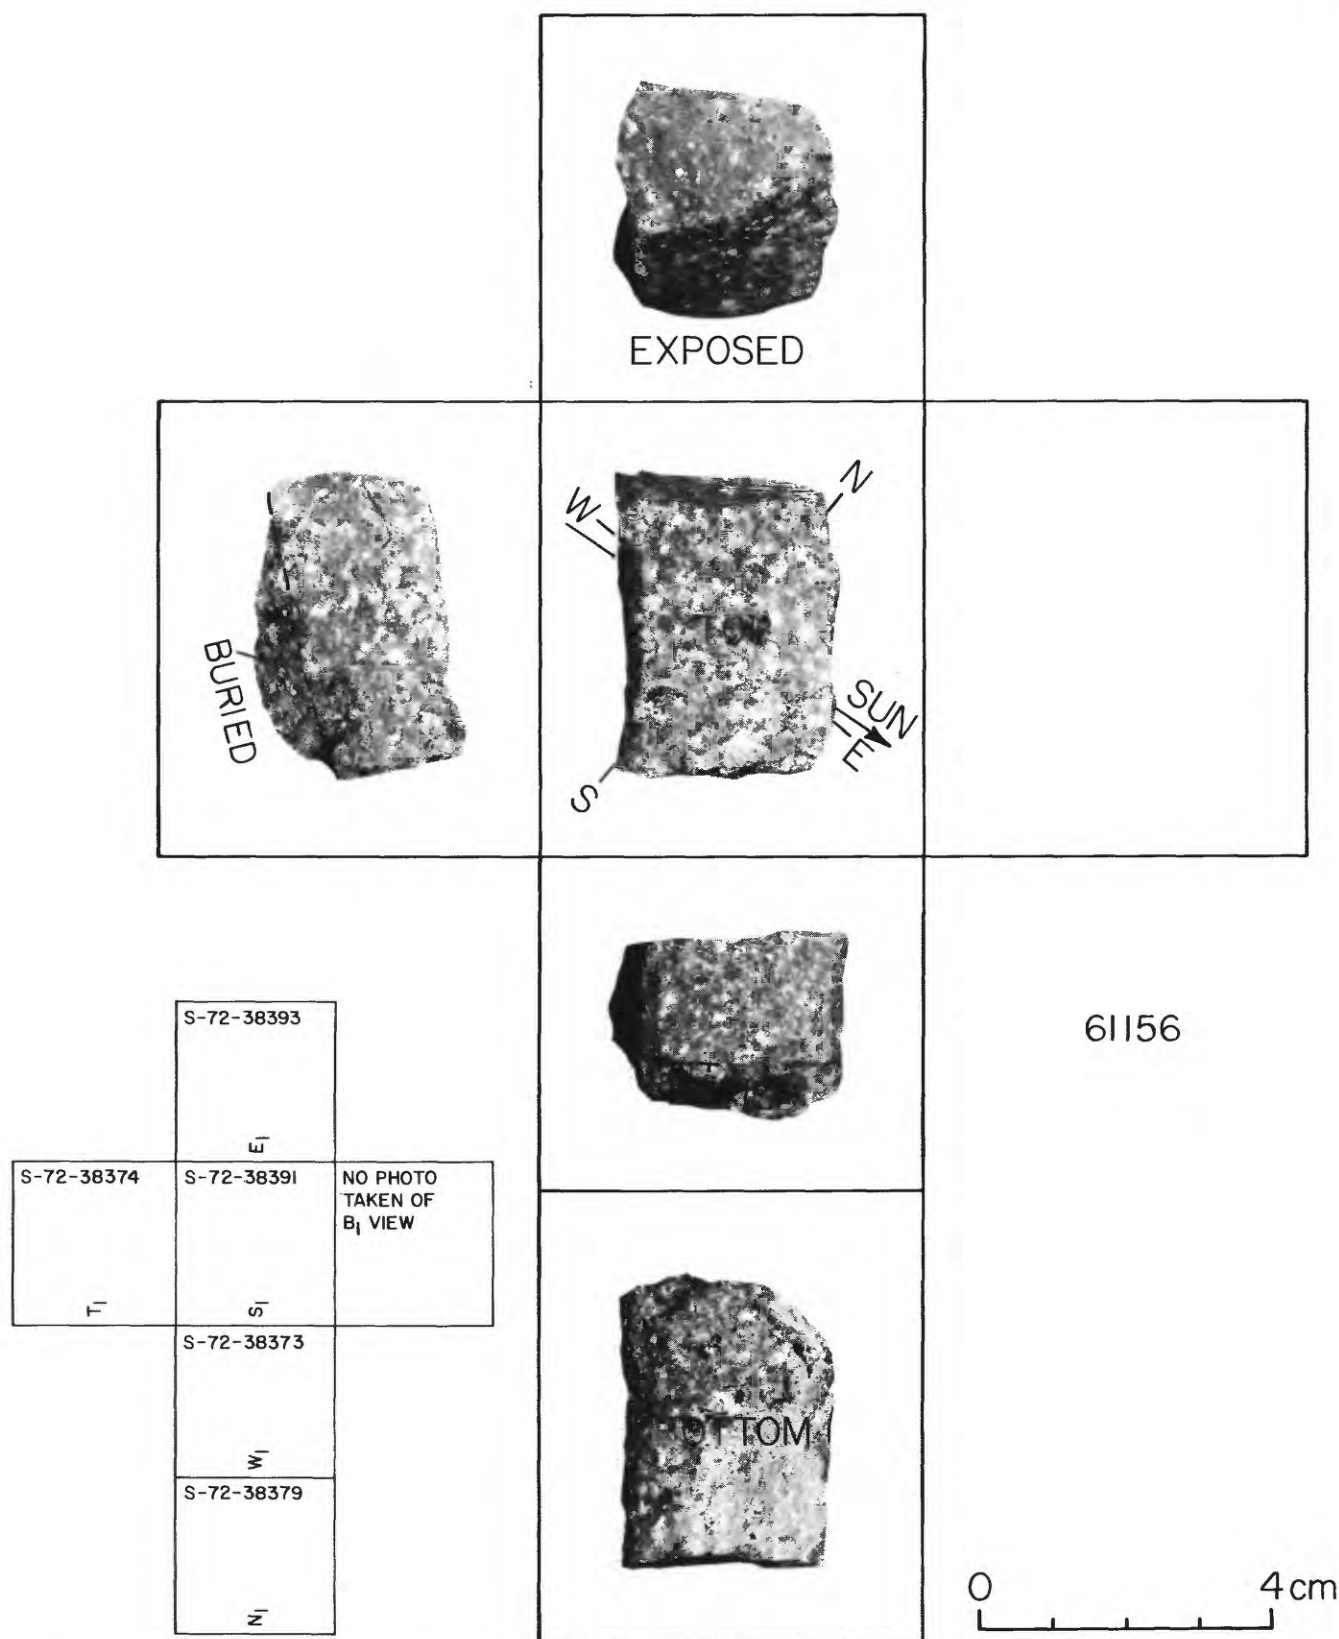 EXPOSED
W
N
TOP
BURIED
SUN
E
S
61156
S-72-38393
E1
S-72-38374
T1
S-72-38391
S1
NO PHOTO
TAKEN OF
B1 VIEW
S-72-38373
W1
S-72-38379
N1
BOTTOM
0 4 cm